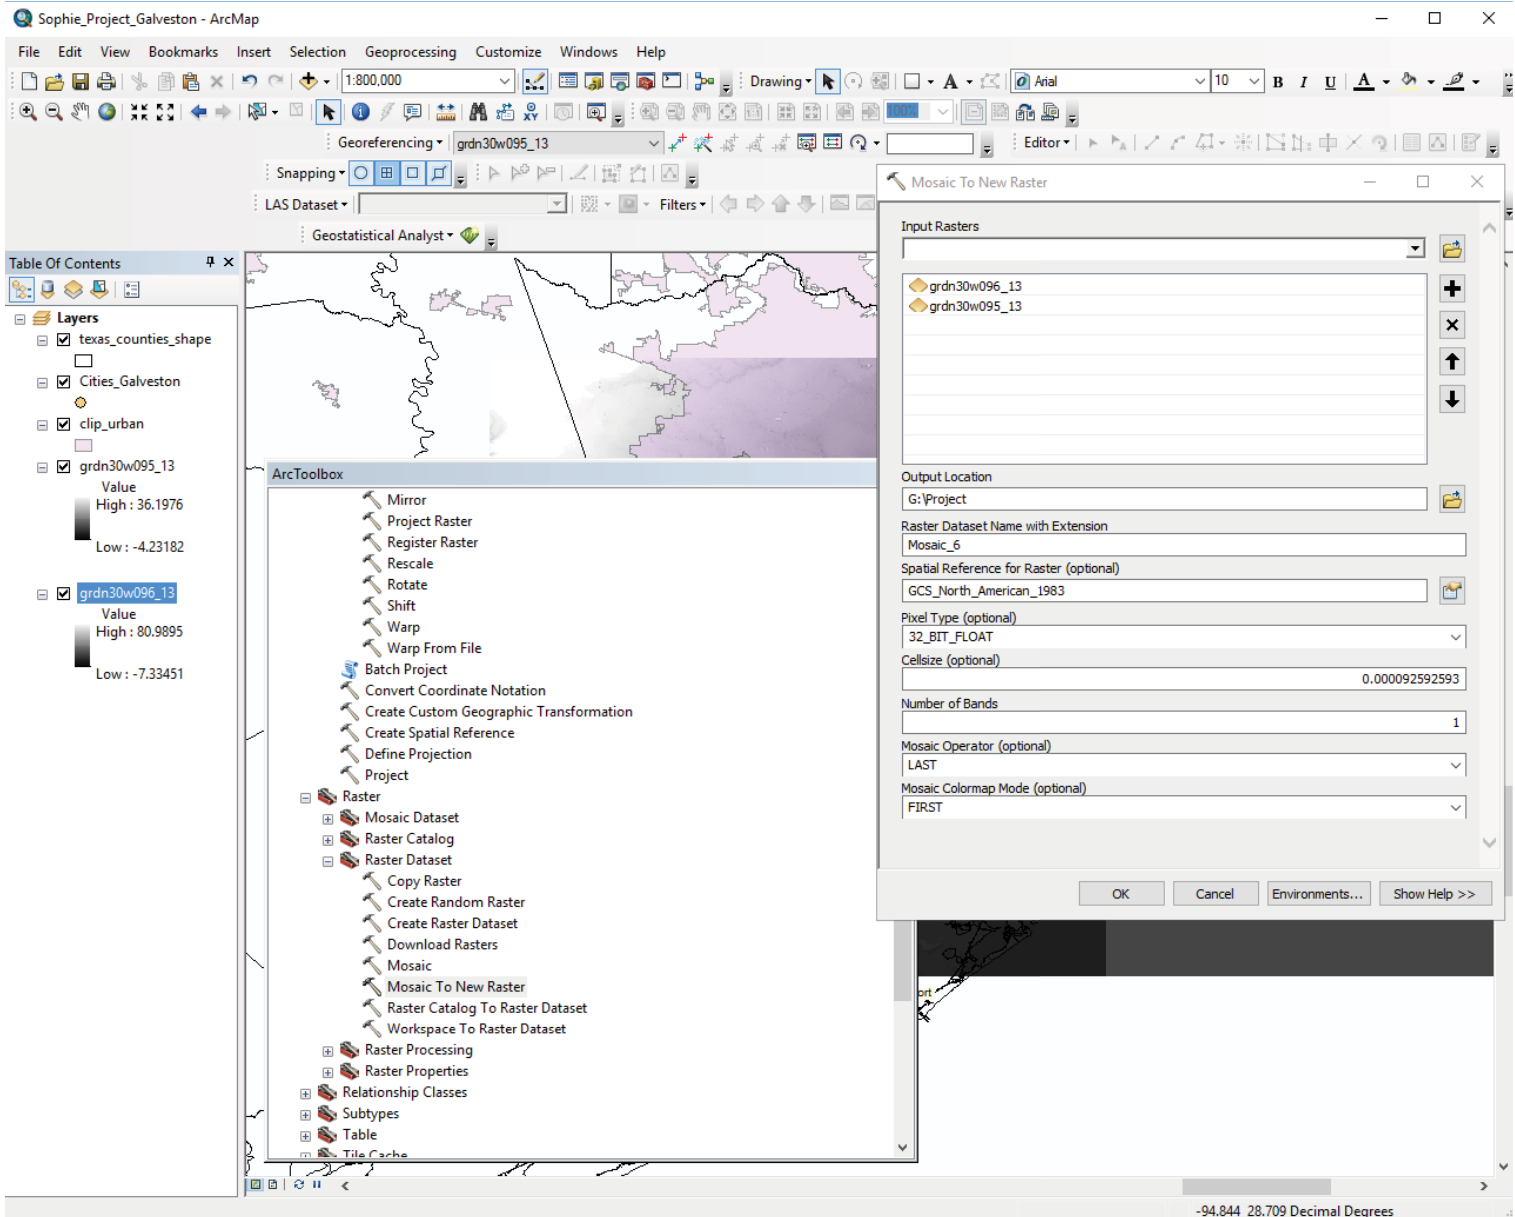 Sophie_Project_Galveston - ArcMap
File Edit View Bookmarks Insert Selection Geoprocessing Customize Windows Help
1:800,000 Drawing A Arial 10 B I U A
100%
Georeferencing grdn30w095_13 Editor
Snapping
LAS Dataset Filters
Geostatistical Analyst
Table Of Contents
Layers
texas_counties_shape
Cities_Galveston
clip_urban
grdn30w095_13
Value
High : 36.1976
Low : -4.23182
grdn30w096_13
Value
High : 80.9895
Low : -7.33451
ArcToolbox
Mirror
Project Raster
Register Raster
Rescale
Rotate
Shift
Warp
Warp From File
Batch Project
Convert Coordinate Notation
Create Custom Geographic Transformation
Create Spatial Reference
Define Projection
Project
Raster
Mosaic Dataset
Raster Catalog
Raster Dataset
Copy Raster
Create Random Raster
Create Raster Dataset
Download Rasters
Mosaic
Mosaic To New Raster
Raster Catalog To Raster Dataset
Workspace To Raster Dataset
Raster Processing
Raster Properties
Relationship Classes
Subtypes
Table
Tile Cache
Mosaic To New Raster
Input Rasters
grdn30w096_13
grdn30w095_13
Output Location
G:\Project
Raster Dataset Name with Extension
Mosaic_6
Spatial Reference for Raster (optional)
GCS_North_American_1983
Pixel Type (optional)
32_BIT_FLOAT
Cellsize (optional)
0.000092592593
Number of Bands
1
Mosaic Operator (optional)
LAST
Mosaic Colormap Mode (optional)
FIRST
OK Cancel Environments... Show Help >>
ort
-94.844 28.709 Decimal Degrees